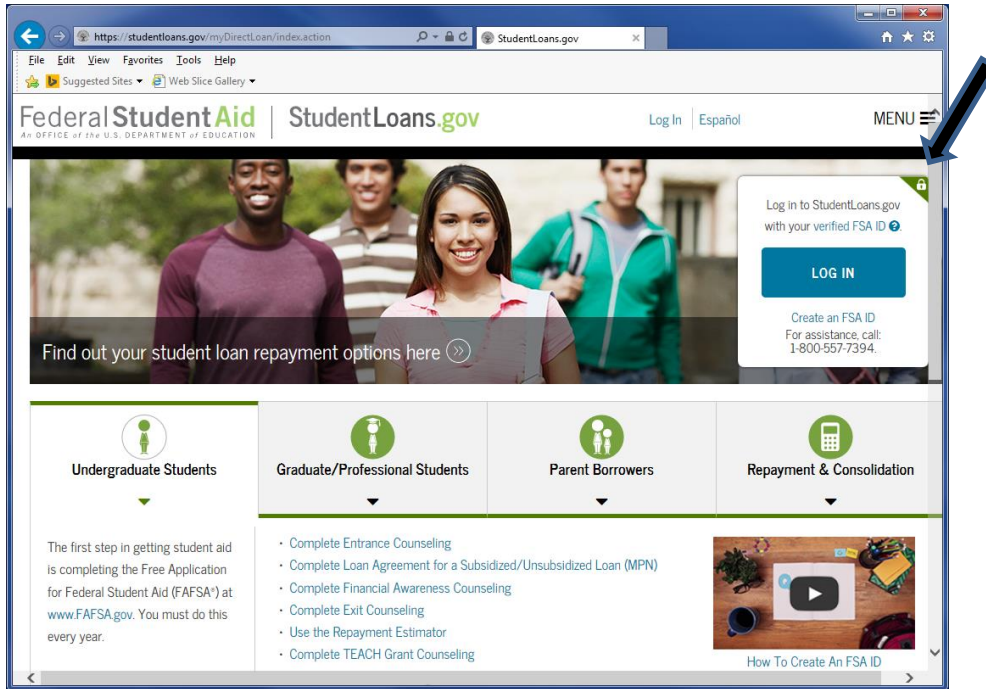 https://studentloans.gov/myDirectLoan/index.action
StudentLoans.gov
File Edit View Favorites Tools Help
Suggested Sites Web Slice Gallery
Federal Student Aid
An OFFICE of the U.S. DEPARTMENT of EDUCATION
StudentLoans.gov
Log In Español
MENU
Log in to StudentLoans.gov
with your verified FSA ID ?.
LOG IN
Create an FSA ID
For assistance, call:
1-800-557-7394.
Find out your student loan repayment options here
Undergraduate Students
Graduate/Professional Students
Parent Borrowers
Repayment & Consolidation
The first step in getting student aid
is completing the Free Application
for Federal Student Aid (FAFSA®) at
www.FAFSA.gov. You must do this
every year.
• Complete Entrance Counseling
• Complete Loan Agreement for a Subsidized/Unsubsidized Loan (MPN)
• Complete Financial Awareness Counseling
• Complete Exit Counseling
• Use the Repayment Estimator
• Complete TEACH Grant Counseling
How To Create An FSA ID